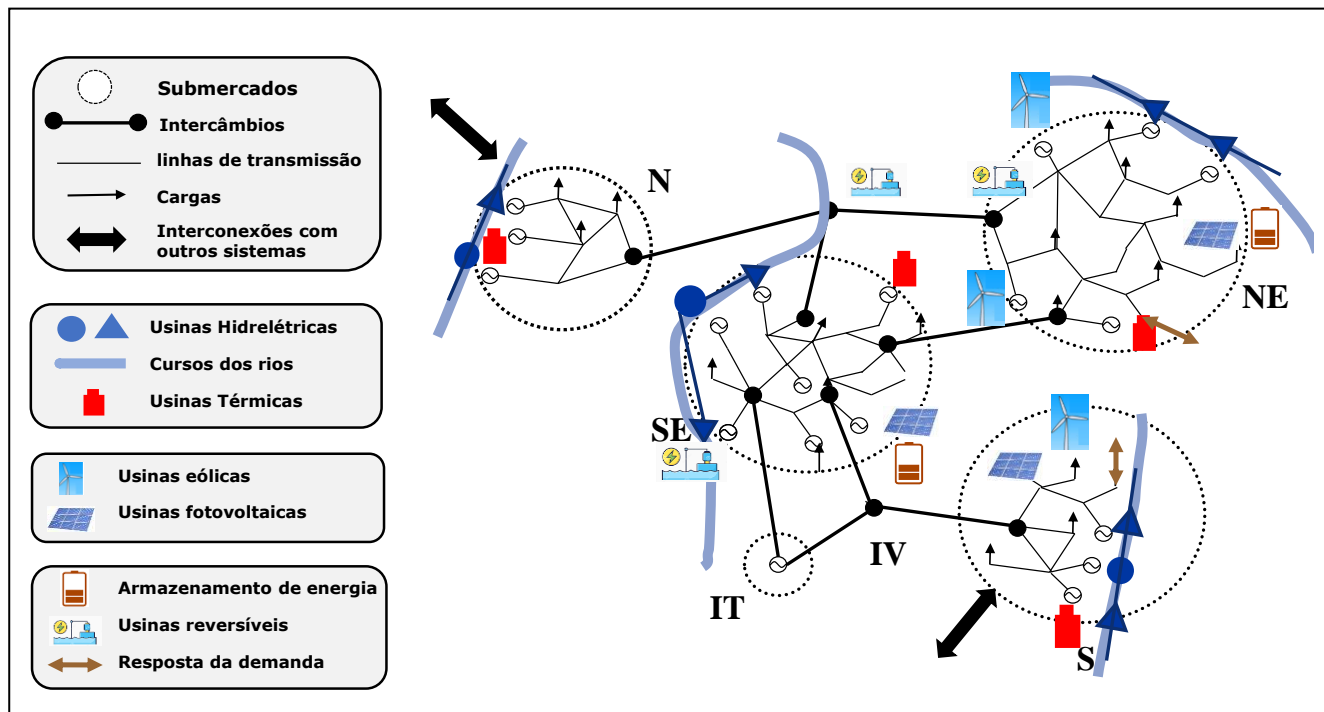 Submercados
Intercâmbios
linhas de transmissão
Cargas
Interconexões com
outros sistemas
Usinas Hidrelétricas
Cursos dos rios
Usinas Térmicas
Usinas eólicas
Usinas fotovoltaicas
Armazenamento de energia
Usinas reversíveis
Resposta da demanda
N
NE
SE
IV
IT
S